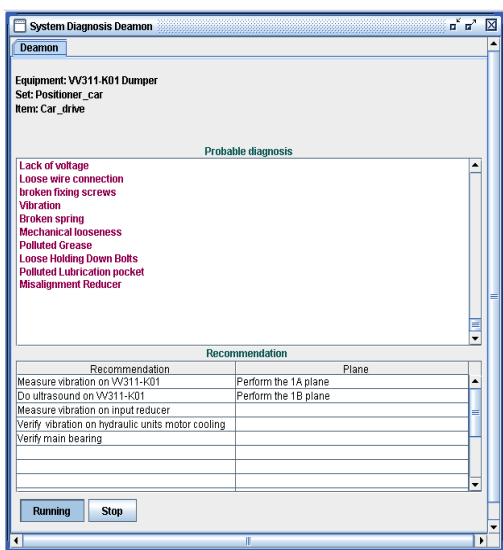 System Diagnosis Deamon
Deamon
Equipment: VV311-K01 Dumper
Set: Positioner_car
Item: Car_drive
Probable diagnosis
Lack of voltage
Loose wire connection
broken fixing screws
Vibration
Broken spring
Mechanical looseness
Polluted Grease
Loose Holding Down Bolts
Polluted Lubrication pocket
Misalignment Reducer
Recommendation
Recommendation Plane
Measure vibration on VV311-K01 Perform the 1A plane
Do ultrasound on VV311-K01 Perform the 1B plane
Measure vibration on input reducer
Verify vibration on hydraulic units motor cooling
Verify main bearing
Running Stop